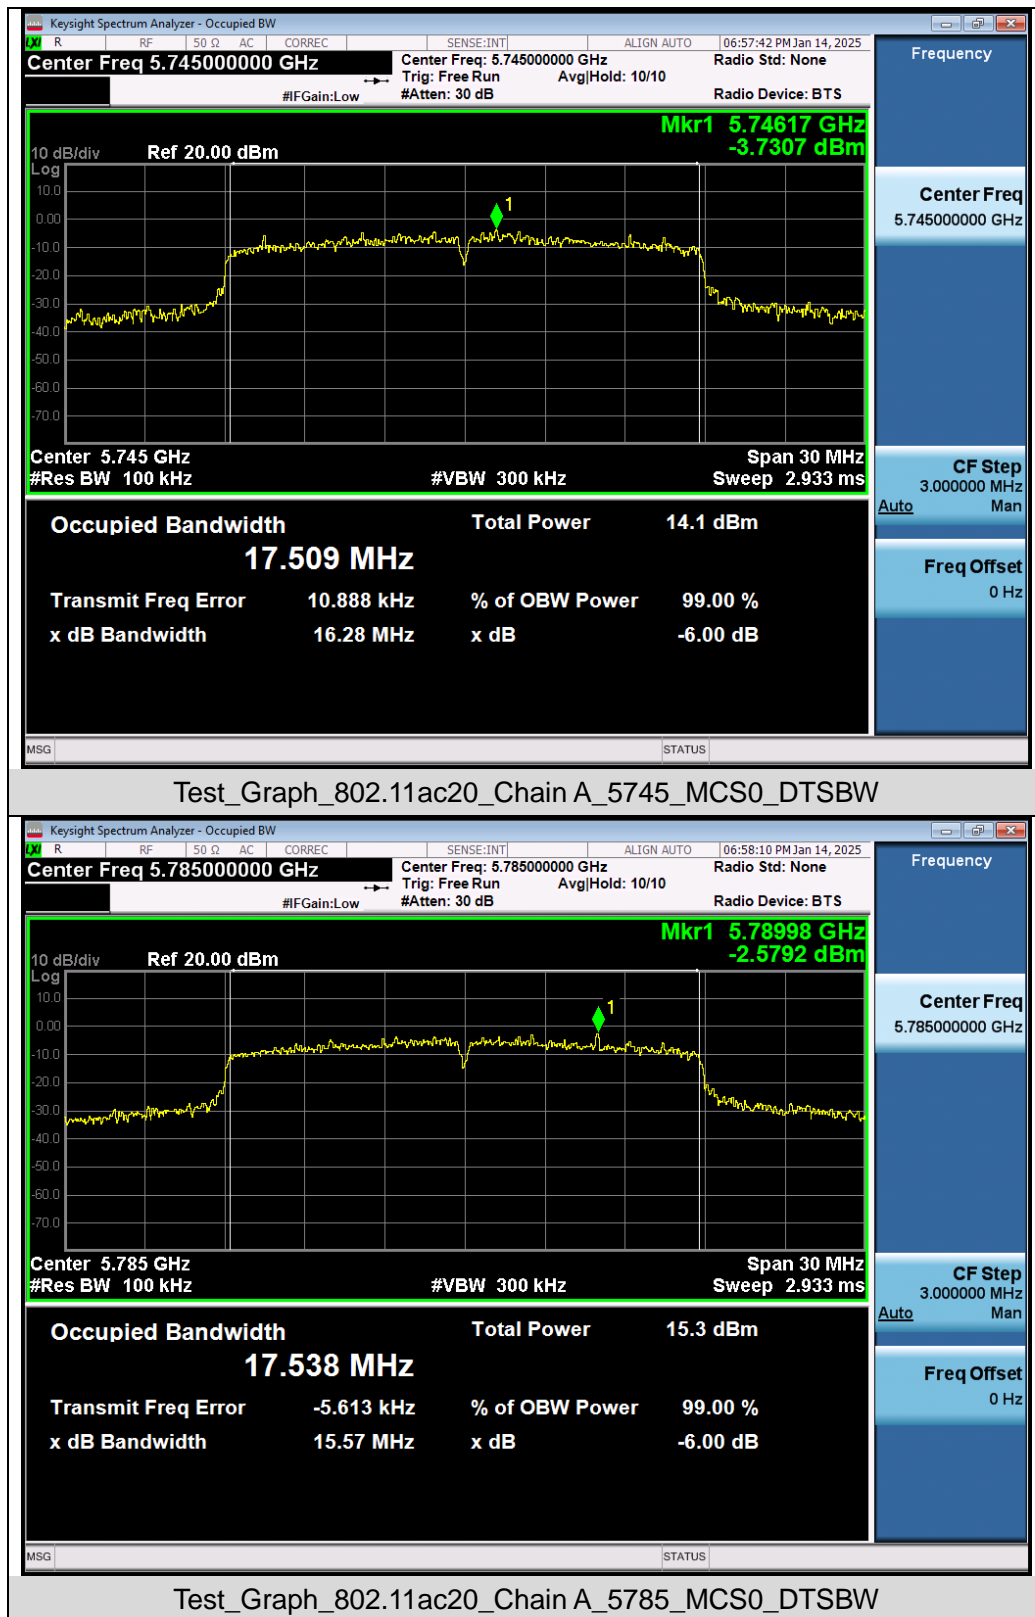 Keysight Spectrum Analyzer - Occupied BW
LXI R RF 50 Ω AC CORREC SENSE:INT ALIGN AUTO 06:57:42 PM Jan 14, 2025
Center Freq 5.745000000 GHz
Center Freq: 5.745000000 GHz Radio Std: None
Trig: Free Run Avg|Hold: 10/10
#IFGain:Low #Atten: 30 dB Radio Device: BTS
Frequency
Mkr1 5.74617 GHz
-3.7307 dBm
10 dB/div Ref 20.00 dBm
Log
10.0
0.00
-10.0
-20.0
-30.0
-40.0
-50.0
-60.0
-70.0
1
Center 5.745 GHz Span 30 MHz
#Res BW 100 kHz #VBW 300 kHz Sweep 2.933 ms
Center Freq
5.745000000 GHz
CF Step
3.000000 MHz
Auto Man
Freq Offset
0 Hz
Occupied Bandwidth Total Power 14.1 dBm
17.509 MHz
Transmit Freq Error 10.888 kHz % of OBW Power 99.00 %
x dB Bandwidth 16.28 MHz x dB -6.00 dB
MSG STATUS
Test_Graph_802.11ac20_Chain A_5745_MCS0_DTSBW
Keysight Spectrum Analyzer - Occupied BW
LXI R RF 50 Ω AC CORREC SENSE:INT ALIGN AUTO 06:58:10 PM Jan 14, 2025
Center Freq 5.785000000 GHz
Center Freq: 5.785000000 GHz Radio Std: None
Trig: Free Run Avg|Hold: 10/10
#IFGain:Low #Atten: 30 dB Radio Device: BTS
Frequency
Mkr1 5.78998 GHz
-2.5792 dBm
10 dB/div Ref 20.00 dBm
Log
10.0
0.00
-10.0
-20.0
-30.0
-40.0
-50.0
-60.0
-70.0
1
Center 5.785 GHz Span 30 MHz
#Res BW 100 kHz #VBW 300 kHz Sweep 2.933 ms
Center Freq
5.785000000 GHz
CF Step
3.000000 MHz
Auto Man
Freq Offset
0 Hz
Occupied Bandwidth Total Power 15.3 dBm
17.538 MHz
Transmit Freq Error -5.613 kHz % of OBW Power 99.00 %
x dB Bandwidth 15.57 MHz x dB -6.00 dB
MSG STATUS
Test_Graph_802.11ac20_Chain A_5785_MCS0_DTSBW